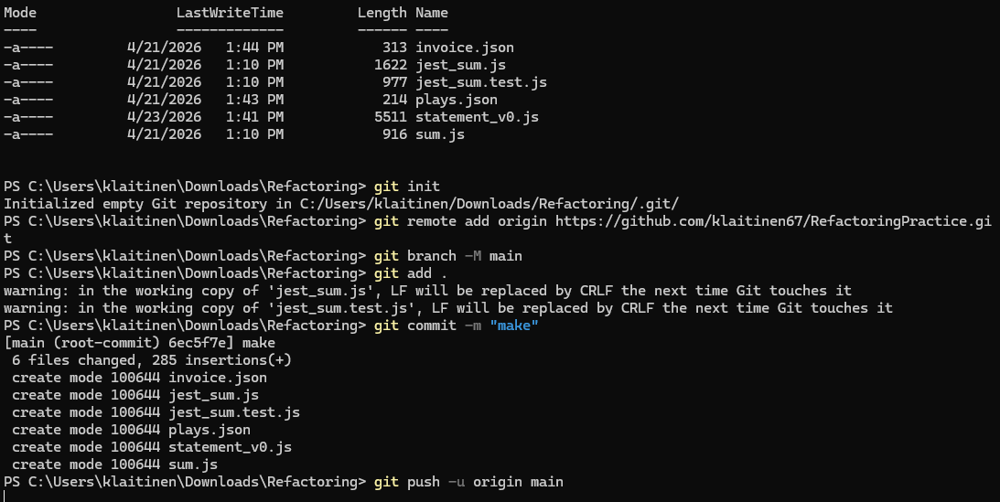 Mode                 LastWriteTime         Length Name
----                 -------------         ------ ----
-a----         4/21/2026   1:44 PM            313 invoice.json
-a----         4/21/2026   1:10 PM           1622 jest_sum.js
-a----         4/21/2026   1:10 PM            977 jest_sum.test.js
-a----         4/21/2026   1:43 PM            214 plays.json
-a----         4/23/2026   1:41 PM           5511 statement_v0.js
-a----         4/21/2026   1:10 PM            916 sum.js
PS C:\Users\klaitinen\Downloads\Refactoring> git init
Initialized empty Git repository in C:/Users/klaitinen/Downloads/Refactoring/.git/
PS C:\Users\klaitinen\Downloads\Refactoring> git remote add origin https://github.com/klaitinen67/RefactoringPractice.gi
t
PS C:\Users\klaitinen\Downloads\Refactoring> git branch -M main
PS C:\Users\klaitinen\Downloads\Refactoring> git add .
warning: in the working copy of 'jest_sum.js', LF will be replaced by CRLF the next time Git touches it
warning: in the working copy of 'jest_sum.test.js', LF will be replaced by CRLF the next time Git touches it
PS C:\Users\klaitinen\Downloads\Refactoring> git commit -m "make"
[main (root-commit) 6ec5f7e] make
 6 files changed, 285 insertions(+)
 create mode 100644 invoice.json
 create mode 100644 jest_sum.js
 create mode 100644 jest_sum.test.js
 create mode 100644 plays.json
 create mode 100644 statement_v0.js
 create mode 100644 sum.js
PS C:\Users\klaitinen\Downloads\Refactoring> git push -u origin main